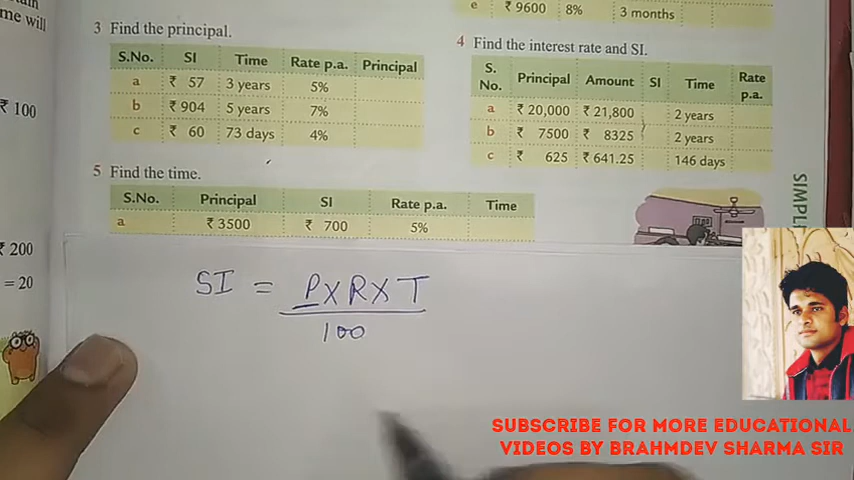 me will
₹ 100
₹ 200
= 20
e ₹ 9600 8% 3 months
3 Find the principal.
S.No. SI Time Rate p.a. Principal
a ₹ 57 3 years 5%
b ₹ 904 5 years 7%
c ₹ 60 73 days 4%
4 Find the interest rate and SI.
S. No. Principal Amount SI Time Rate p.a.
a ₹ 20,000 ₹ 21,800 2 years
b ₹ 7500 ₹ 8325 2 years
c ₹ 625 ₹ 641.25 146 days
5 Find the time.
S.No. Principal SI Rate p.a. Time
a ₹ 3500 ₹ 700 5%
SI = P X R X T
100
SUBSCRIBE FOR MORE EDUCATIONAL
VIDEOS BY BRAHMDEV SHARMA SIR